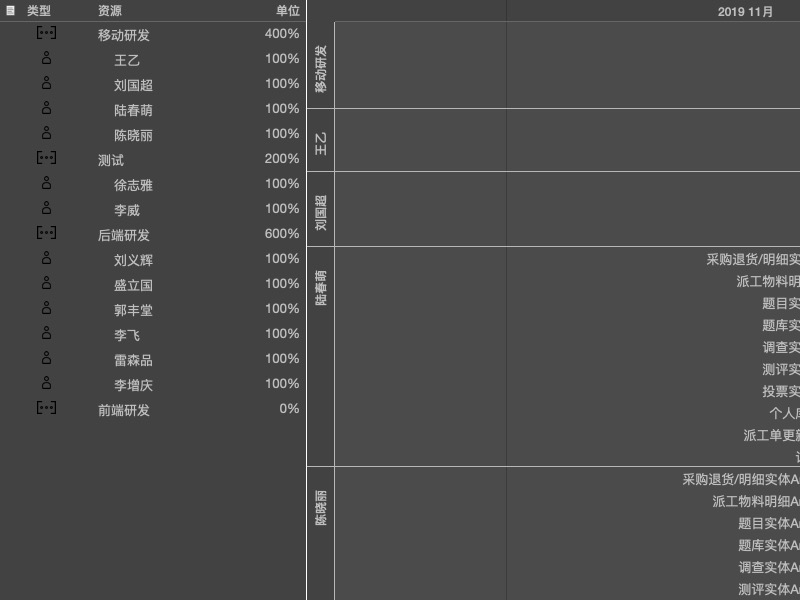 类型 资源 单位
移动研发 400%
王乙 100%
刘国超 100%
陆春萌 100%
陈晓丽 100%
测试 200%
徐志雅 100%
李威 100%
后端研发 600%
刘义辉 100%
盛立国 100%
郭丰堂 100%
李飞 100%
雷森品 100%
李增庆 100%
前端研发 0%
2019 11月
移动研发
王乙
刘国超
陆春萌
采购退货/明细实
派工物料明
题目实
题库实
调查实
测评实
投票实
个人
派工单更新
陈晓丽
采购退货/明细实体A
派工物料明细A
题目实体A
题库实体A
调查实体A
测评实体A